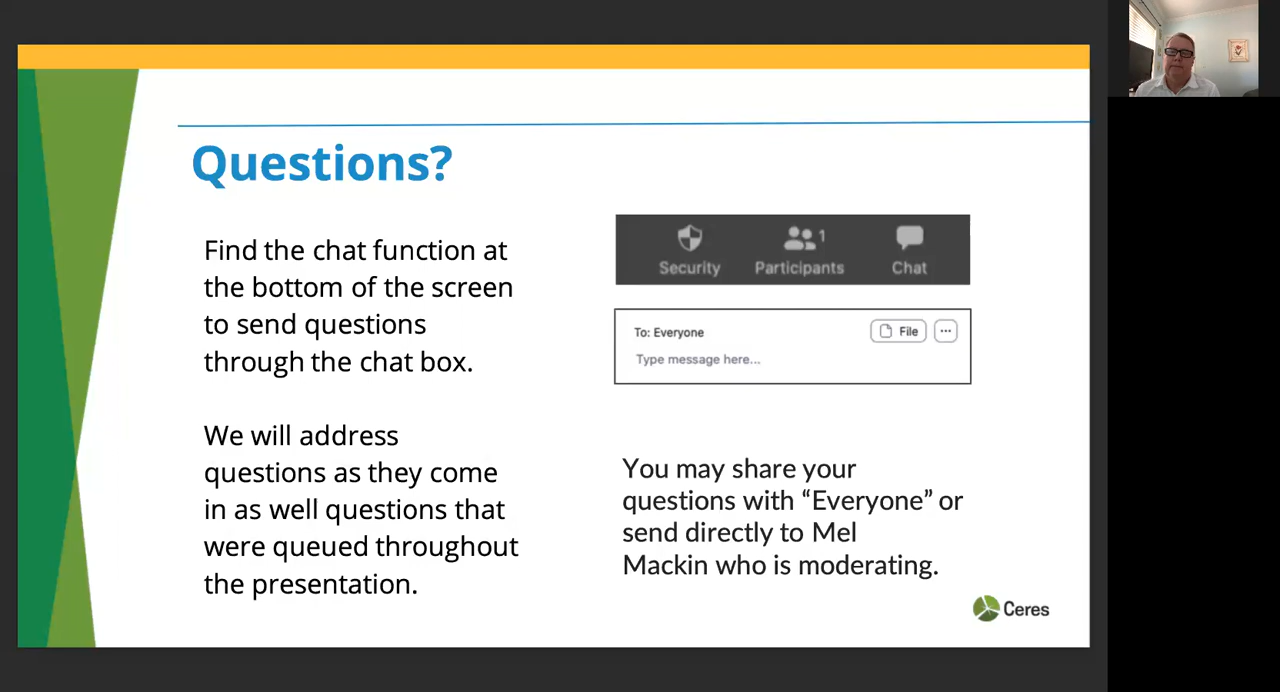 Questions?
Find the chat function at
the bottom of the screen
to send questions
through the chat box.
We will address
questions as they come
in as well questions that
were queued throughout
the presentation.
1
Security Participants Chat
To: Everyone File ...
Type message here...
You may share your
questions with “Everyone” or
send directly to Mel
Mackin who is moderating.
Ceres